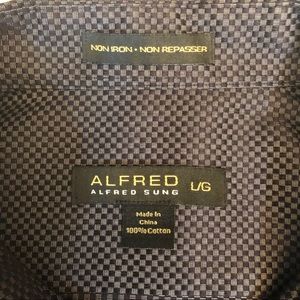 NON IRON • NON REPASSER
ALFRED L/G
ALFRED SUNG
Made in
China
100% Cotton